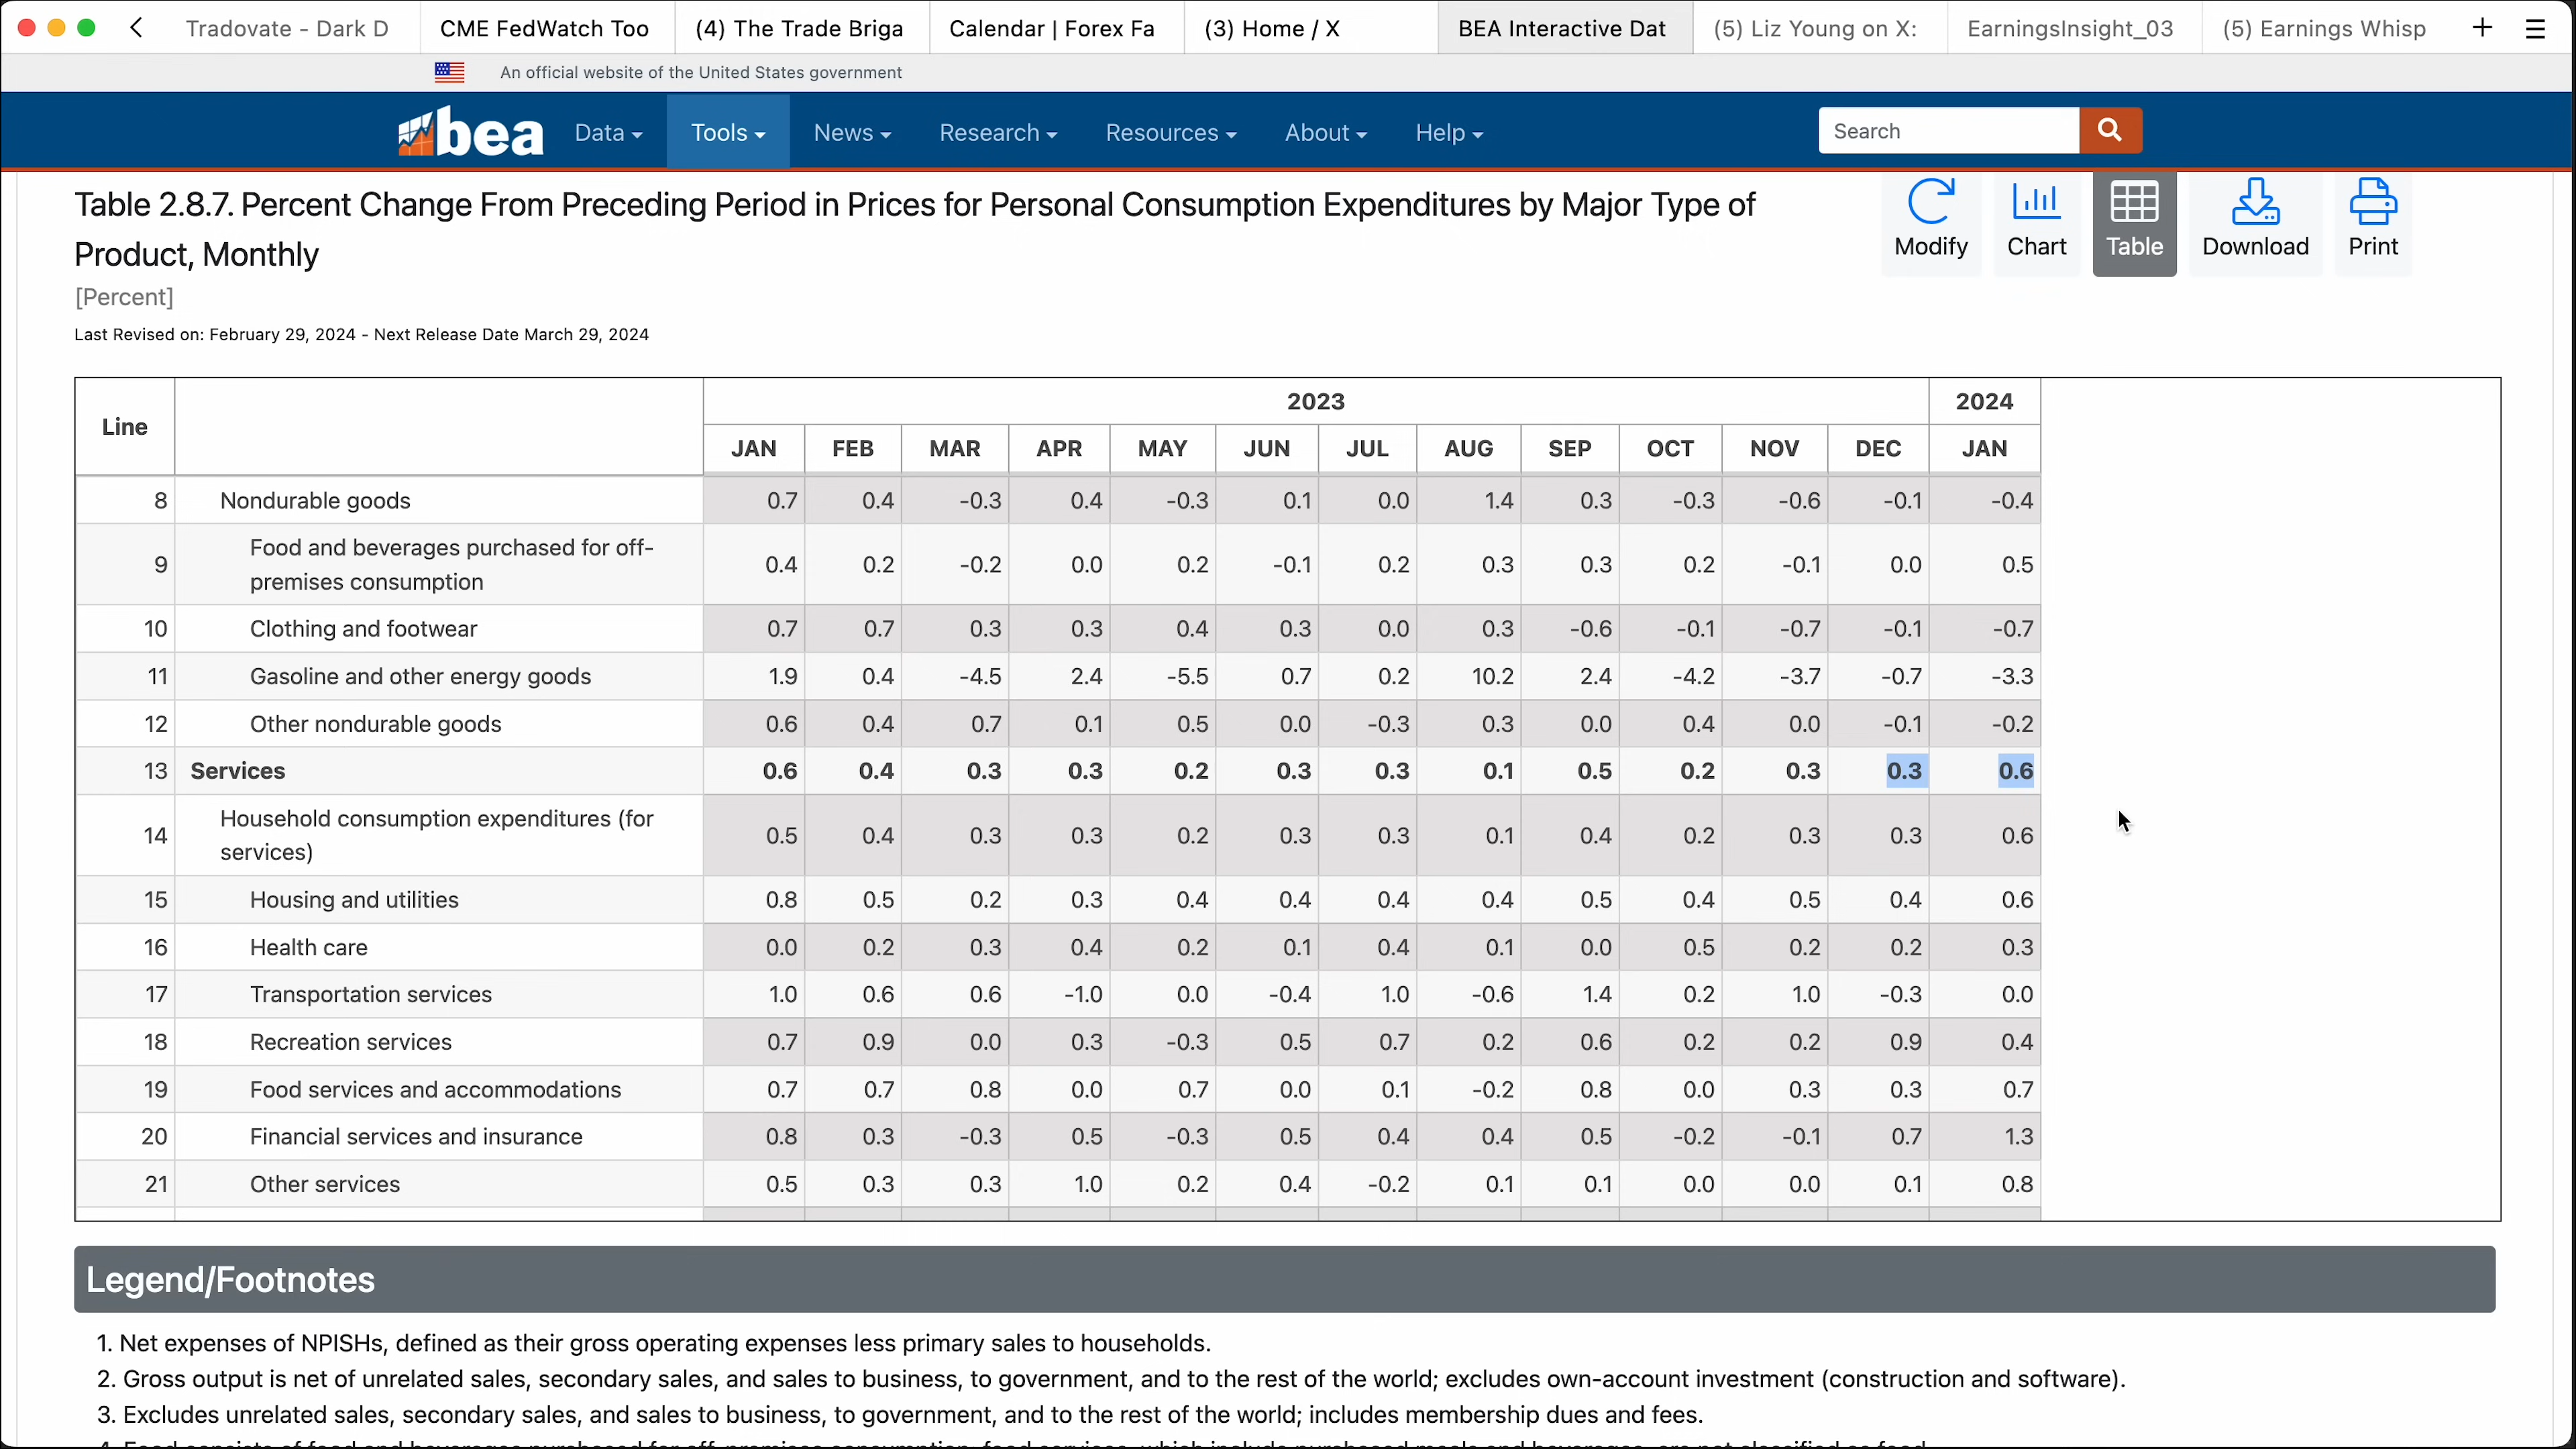 Tradovate - Dark D CME FedWatch Too (4) The Trade Briga Calendar | Forex Fa (3) Home / X BEA Interactive Dat (5) Liz Young on X: EarningsInsight_03 (5) Earnings Whisp
An official website of the United States government
bea Data Tools News Research Resources About Help Search
Table 2.8.7. Percent Change From Preceding Period in Prices for Personal Consumption Expenditures by Major Type of
Product, Monthly
Modify Chart Table Download Print
[Percent]
Last Revised on: February 29, 2024 - Next Release Date March 29, 2024
Line 2023 2024
JAN FEB MAR APR MAY JUN JUL AUG SEP OCT NOV DEC JAN
8 Nondurable goods 0.7 0.4 -0.3 0.4 -0.3 0.1 0.0 1.4 0.3 -0.3 -0.6 -0.1 -0.4
9 Food and beverages purchased for off-
premises consumption 0.4 0.2 -0.2 0.0 0.2 -0.1 0.2 0.3 0.3 0.2 -0.1 0.0 0.5
10 Clothing and footwear 0.7 0.7 0.3 0.3 0.4 0.3 0.0 0.3 -0.6 -0.1 -0.7 -0.1 -0.7
11 Gasoline and other energy goods 1.9 0.4 -4.5 2.4 -5.5 0.7 0.2 10.2 2.4 -4.2 -3.7 -0.7 -3.3
12 Other nondurable goods 0.6 0.4 0.7 0.1 0.5 0.0 -0.3 0.3 0.0 0.4 0.0 -0.1 -0.2
13 Services 0.6 0.4 0.3 0.3 0.2 0.3 0.3 0.1 0.5 0.2 0.3 0.3 0.6
14 Household consumption expenditures (for
services) 0.5 0.4 0.3 0.3 0.2 0.3 0.3 0.1 0.4 0.2 0.3 0.3 0.6
15 Housing and utilities 0.8 0.5 0.2 0.3 0.4 0.4 0.4 0.4 0.5 0.4 0.5 0.4 0.6
16 Health care 0.0 0.2 0.3 0.4 0.2 0.1 0.4 0.1 0.0 0.5 0.2 0.2 0.3
17 Transportation services 1.0 0.6 0.6 -1.0 0.0 -0.4 1.0 -0.6 1.4 0.2 1.0 -0.3 0.0
18 Recreation services 0.7 0.9 0.0 0.3 -0.3 0.5 0.7 0.2 0.6 0.2 0.2 0.9 0.4
19 Food services and accommodations 0.7 0.7 0.8 0.0 0.7 0.0 0.1 -0.2 0.8 0.0 0.3 0.3 0.7
20 Financial services and insurance 0.8 0.3 -0.3 0.5 -0.3 0.5 0.4 0.4 0.5 -0.2 -0.1 0.7 1.3
21 Other services 0.5 0.3 0.3 1.0 0.2 0.4 -0.2 0.1 0.1 0.0 0.0 0.1 0.8
Legend/Footnotes
1. Net expenses of NPISHs, defined as their gross operating expenses less primary sales to households.
2. Gross output is net of unrelated sales, secondary sales, and sales to business, to government, and to the rest of the world; excludes own-account investment (construction and software).
3. Excludes unrelated sales, secondary sales, and sales to business, to government, and to the rest of the world; includes membership dues and fees.